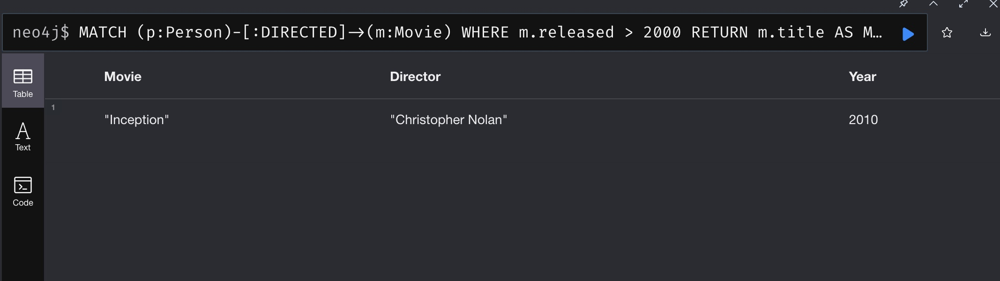 neo4j$ MATCH (p:Person)-[:DIRECTED]→(m:Movie) WHERE m.released > 2000 RETURN m.title AS M…
Table
Text
Code
Movie Director Year
1
"Inception" "Christopher Nolan" 2010